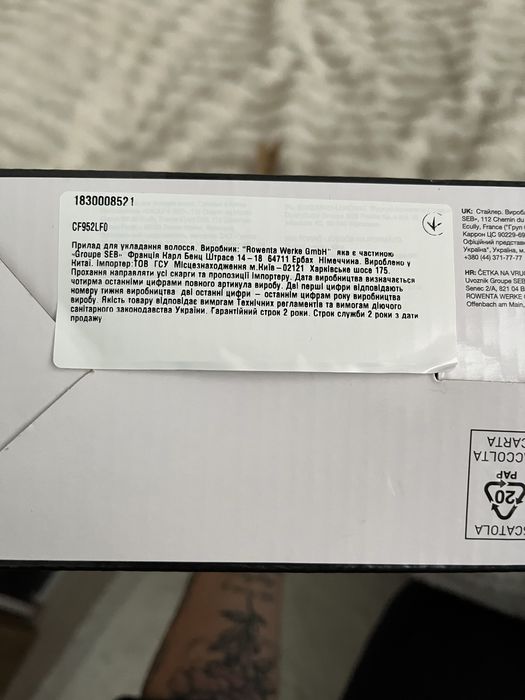 1830008521
CF952LF0
Прилад для укладання волосся. Виробник: "Rowenta Werke GmbH" яка є частиною
«Groupe SEB» Франція Карл Бенц Штрасе 14-18 64711 Ербах Німеччина. Вироблено у
Китаї. Імпортер:ТОВ ГСУ Місцезнаходження м.Київ-02121 Харківське шосе 175.
Прохання направляти усі скарги та пропозиції Імпортеру. Дата виробництва визначається
чотирма останніми цифрами повного артикула виробу. Дві перші цифри відповідають
номеру тижня виробництва дві останні цифри - останнім цифрам року виробництва
виробу. Якість товару відповідає вимогам Технічних регламентів та вимогам діючого
санітарного законодавства України. Гарантійний строк 2 роки. Строк служби 2 роки з дати
продажу
UK: Стайлер. Вироб
SEB», 112 Chemin du
Ecully, France ("Груп
Каррон ЦС 90229-69
Офіційний представ
Україна", Україна, м.
+380 (44) 371-77-77
HR: ČETKA NA VRU
Uvoznik Groupe SEB
Senec 2/A, 821 04 B
ROWENTA WERKE
Offenbach am Main,
CARTA
RACCOLTA
PAP
20
SCATOLA